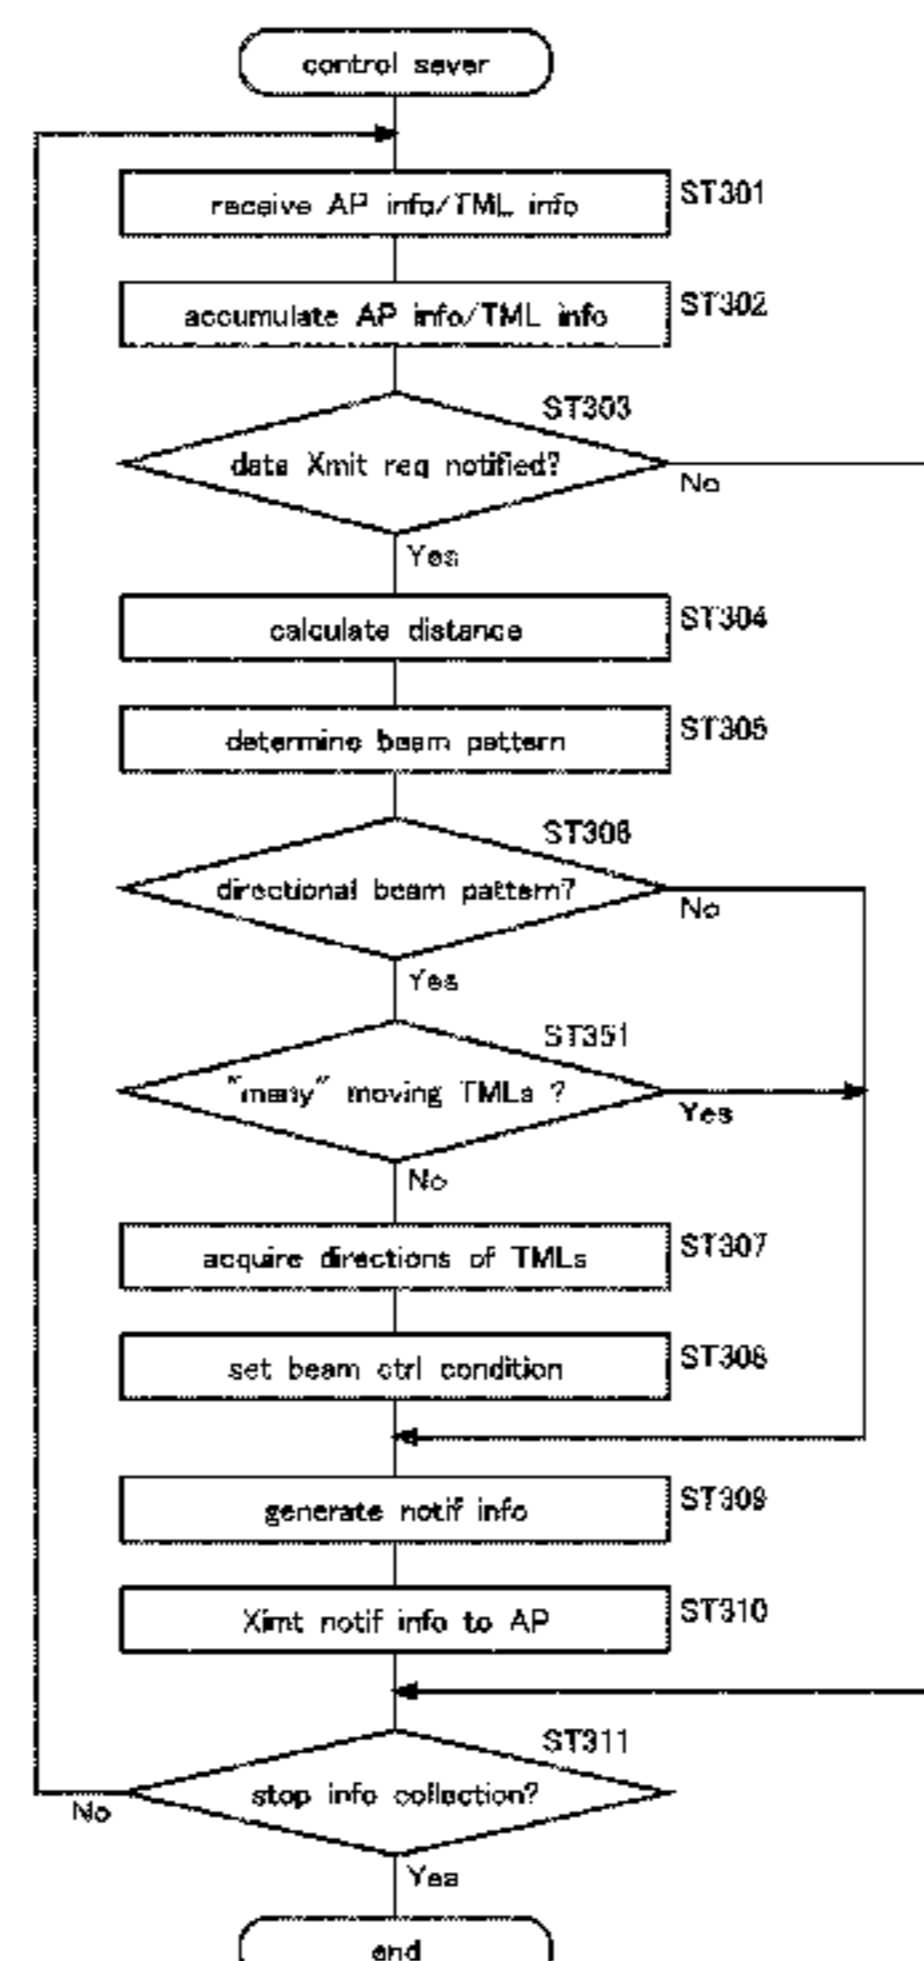 control sever
receive AP info/TML info
ST301
accumulate AP info/TML info
ST302
ST303
data Xmit req notified?
No
Yes
calculate distance
ST304
determine beam pattern
ST305
ST306
directional beam pattern?
No
Yes
ST351
"many" moving TMLs ?
Yes
No
acquire directions of TMLs
ST307
set beam ctrl condition
ST308
generate notif info
ST309
Ximt notif info to AP
ST310
ST311
stop info collection?
No
Yes
end